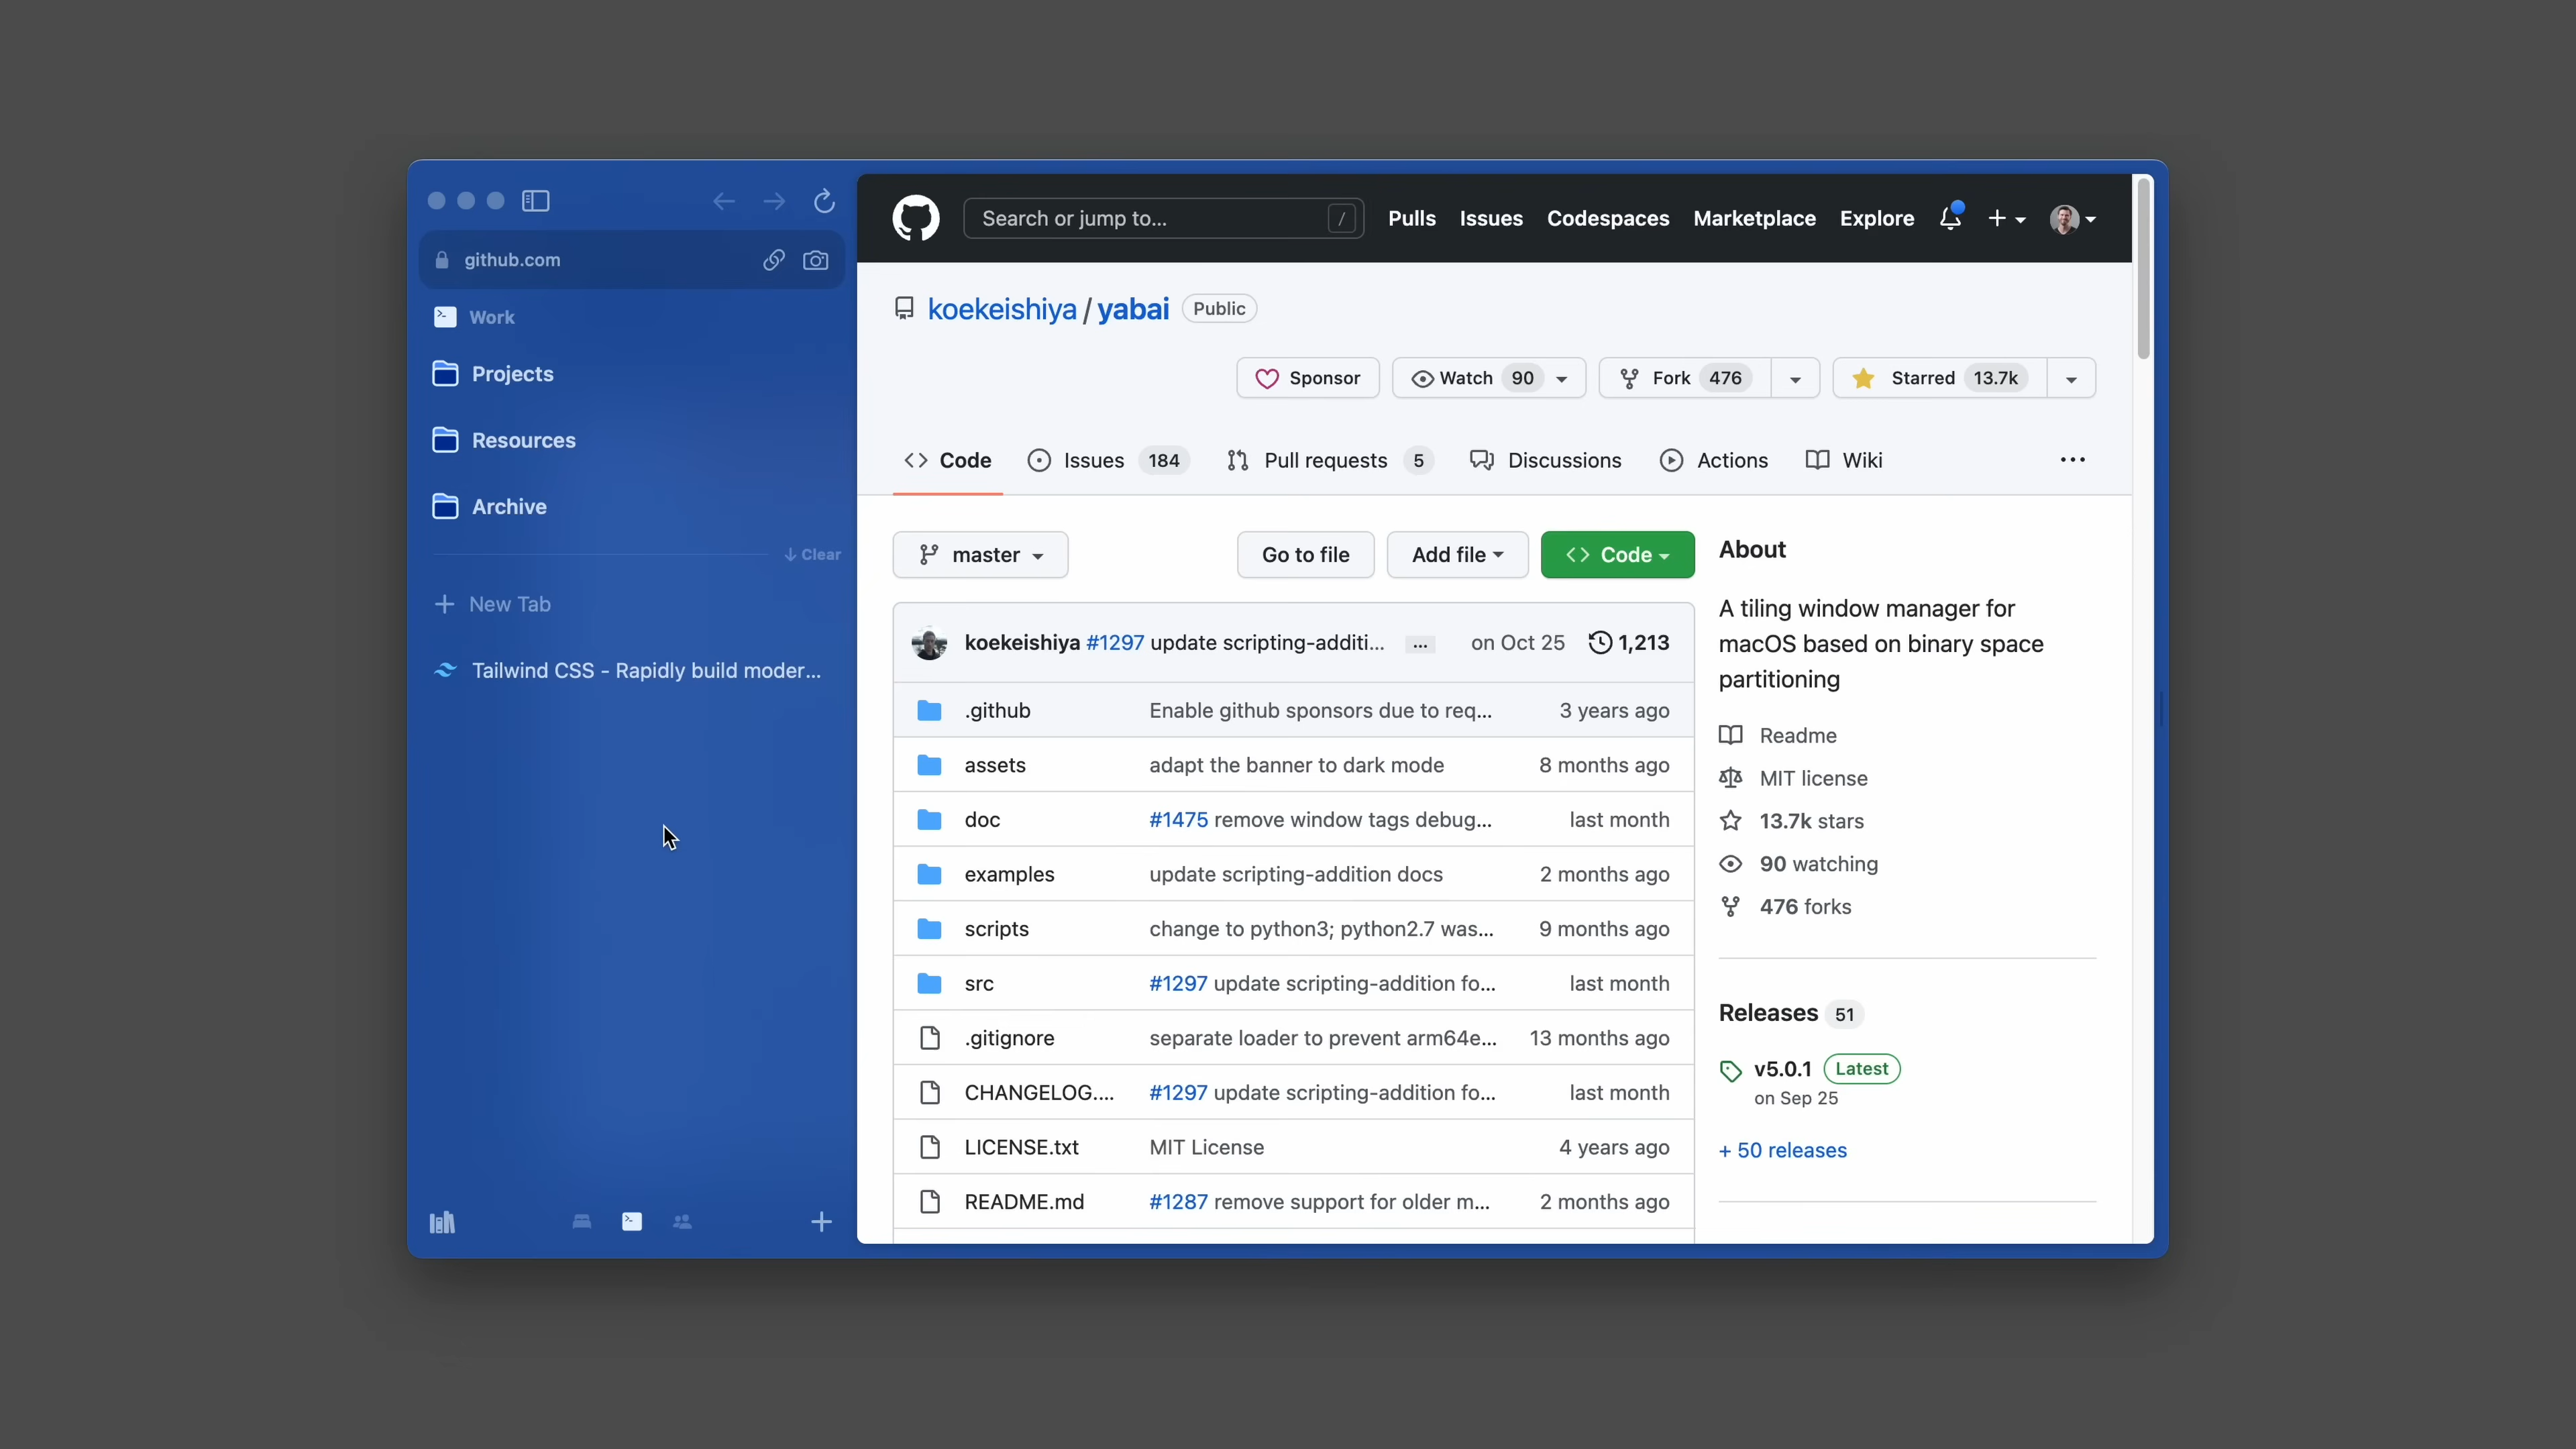 github.com
Work
Projects
Resources
Archive
Clear
New Tab
Tailwind CSS - Rapidly build moder...
Search or jump to... /
Pulls Issues Codespaces Marketplace Explore
koekeishiya / yabai Public
Sponsor Watch 90 Fork 476 Starred 13.7k
Code Issues 184 Pull requests 5 Discussions Actions Wiki ...
master Go to file Add file Code
koekeishiya #1297 update scripting-additi... ... on Oct 25 1,213
.github Enable github sponsors due to req... 3 years ago
assets adapt the banner to dark mode 8 months ago
doc #1475 remove window tags debug... last month
examples update scripting-addition docs 2 months ago
scripts change to python3; python2.7 was... 9 months ago
src #1297 update scripting-addition fo... last month
.gitignore separate loader to prevent arm64e... 13 months ago
CHANGELOG.... #1297 update scripting-addition fo... last month
LICENSE.txt MIT License 4 years ago
README.md #1287 remove support for older m... 2 months ago
About
A tiling window manager for
macOS based on binary space
partitioning
Readme
MIT license
13.7k stars
90 watching
476 forks
Releases 51
v5.0.1 Latest
on Sep 25
+ 50 releases